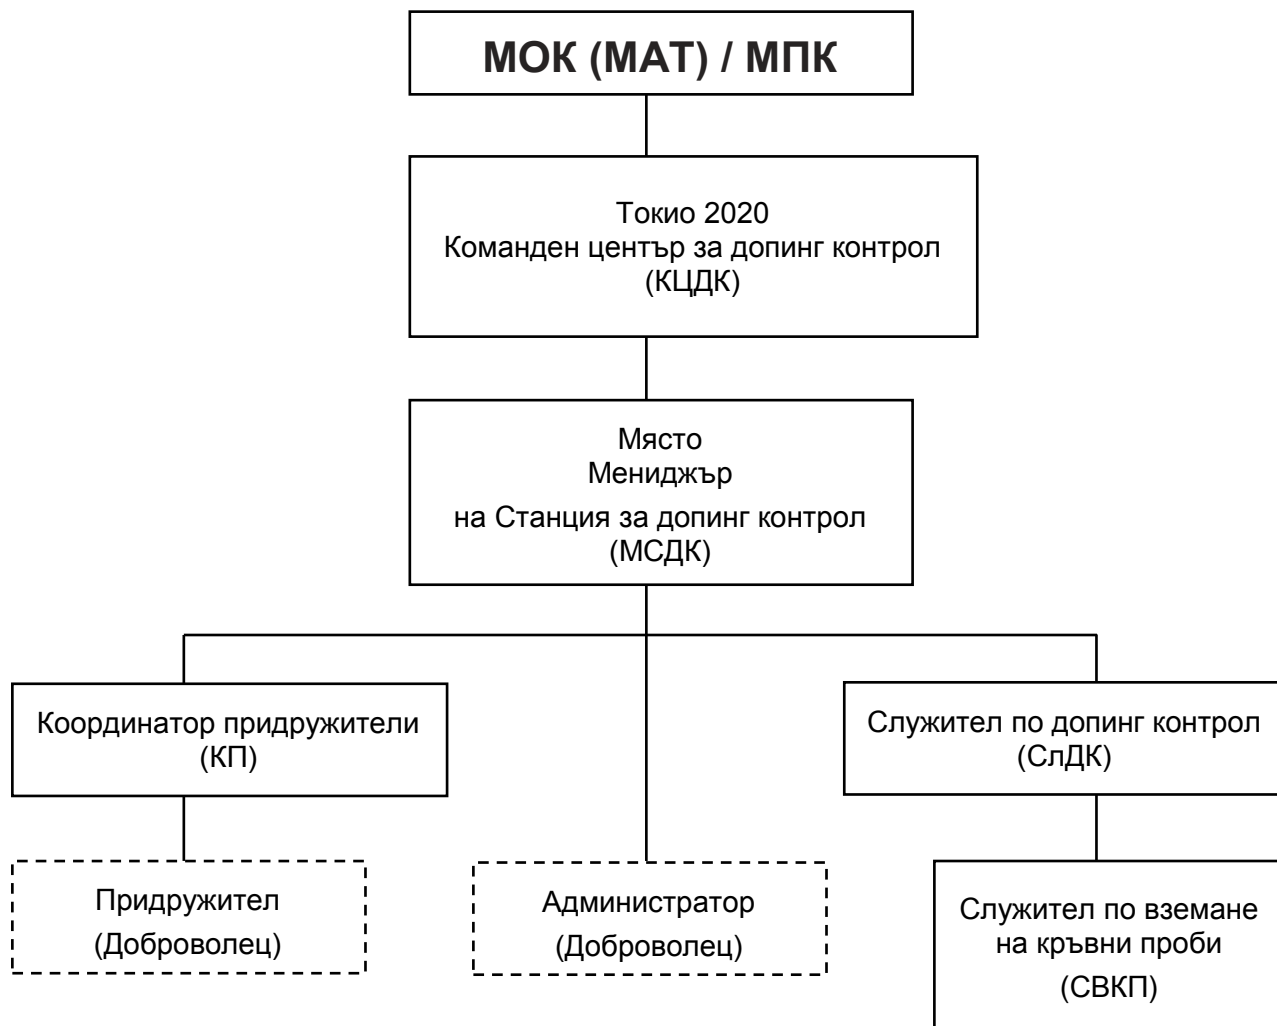 МОК (МАТ) / МПК
Токио 2020
Команден център за допинг контрол
(КЦДК)
Място
Мениджър
на Станция за допинг контрол
(МСДК)
Координатор придружители
(КП)
Служител по допинг контрол
(СлДК)
Придружител
(Доброволец)
Администратор
(Доброволец)
Служител по вземане
на кръвни проби
(СВКП)